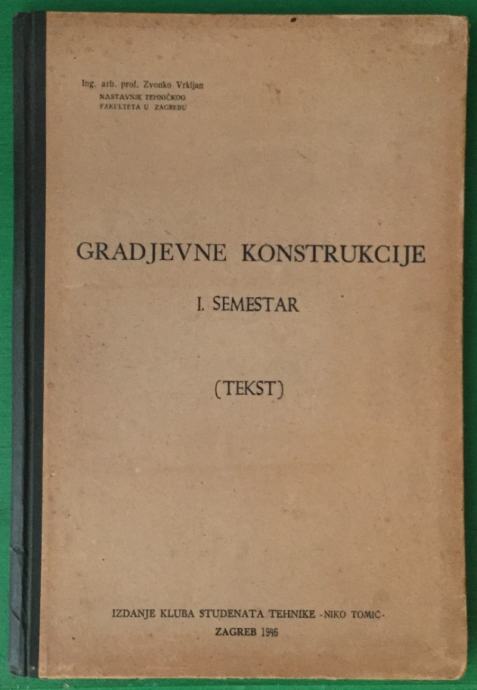 Ing. arh. prof. Zvonko Vrkljan
NASTAVNIK TEHNIČKOG
FAKULTETA U ZAGREBU
GRADJEVNE KONSTRUKCIJE
I. SEMESTAR
(TEKST)
IZDANJE KLUBA STUDENATA TEHNIKE -NIKO TOMIĆ-
ZAGREB 1946